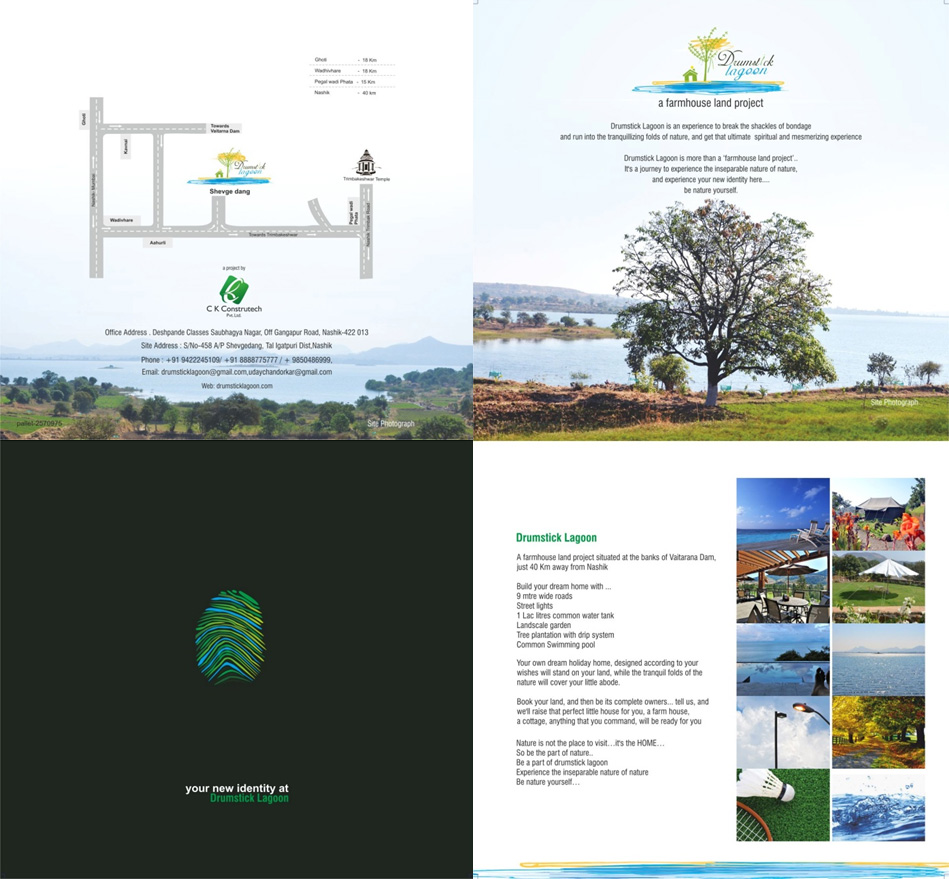 Ghoti - 18 Km
Wadhivhare - 18 Km
Pegal wadi Phata - 15 Km
Nashik - 40 km
Ghoti
Towards
Vaitarna Dam
Kannal
Nashik- Mumbai
Drumstick
lagoon
Shevge dang
Trimbakeshwar Temple
Pegal wadi
Phata
Nashik Trimbak Road
Wadivhare
Towards Trimbakeshwar
Ashurli
a project by
C K Construtech
Pvt. Ltd.
Office Address . Deshpande Classes Saubhagya Nagar, Off Gangapur Road, Nashik-422 013
Site Address : S/No-458 A/P Shevgedang, Tal Igatpuri Dist,Nashik
Phone : +91 9422245109/ +91 8888775777 / + 9850486999,
Email: drumsticklagoon@gmail.com,udaychandorkar@gmail.com
Web: drumsticklagoon.com
Site Photograph
Drumstick
lagoon
a farmhouse land project
Drumstick Lagoon is an experience to break the shackles of bondage
and run into the tranquillizing folds of nature, and get that ultimate spiritual and mesmerizing experience
Drumstick Lagoon is more than a 'farmhouse land project'..
It's a journey to experience the inseparable nature of nature,
and experience your new identity here....
be nature yourself.
Site Photograph
your new identity at
Drumstick Lagoon
Drumstick Lagoon
A farmhouse land project situated at the banks of Vaitarana Dam,
just 40 Km away from Nashik
Build your dream home with ...
9 mtre wide roads
Street lights
1 Lac litres common water tank
Landscale garden
Tree plantation with drip system
Common Swimming pool
Your own dream holiday home, designed according to your
wishes will stand on your land, while the tranquil folds of the
nature will cover your little abode.
Book your land, and then be its complete owners... tell us, and
we'll raise that perfect little house for you, a farm house,
a cottage, anything that you command, will be ready for you
Nature is not the place to visit…it's the HOME…
So be the part of nature..
Be a part of drumstick lagoon
Experience the inseparable nature of nature
Be nature yourself…